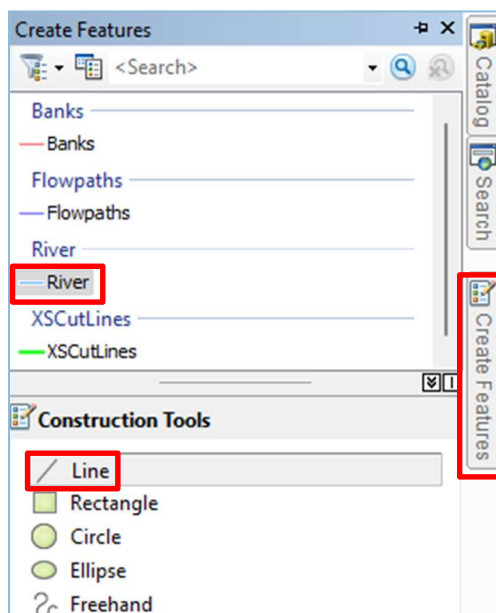 Create Features
<Search>
Banks
Banks
Flowpaths
Flowpaths
River
River
XSCutLines
XSCutLines
Construction Tools
Line
Rectangle
Circle
Ellipse
Freehand
Catalog
Search
Create Features